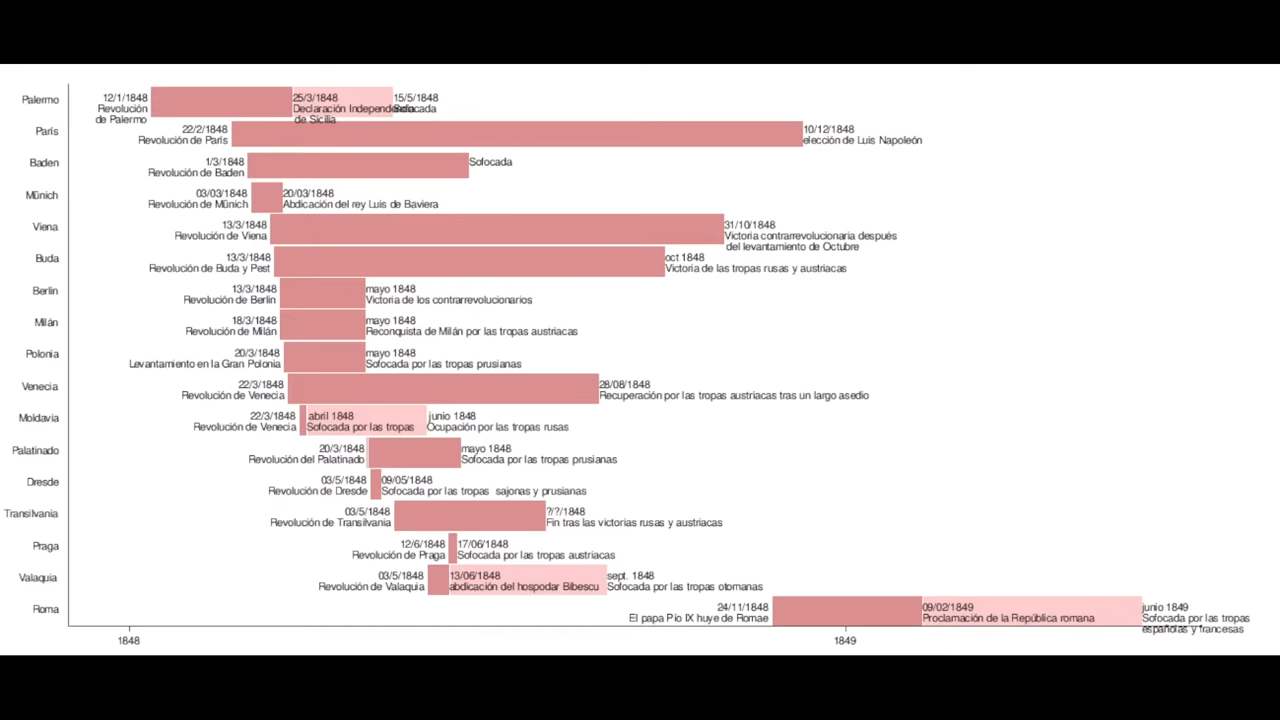 Palermo
12/1/1848
Revolución
de Palermo
25/3/1848
Declaración Independencia
de Sicilia
15/5/1848
Sofocada
París
22/2/1848
Revolución de París
10/12/1848
elección de Luis Napoleón
Baden
1/3/1848
Revolución de Baden
Sofocada
Münich
03/03/1848
Revolución de Münich
20/03/1848
Abdicación del rey Luis de Baviera
Viena
13/3/1848
Revolución de Viena
31/10/1848
Victoria contrarrevolucionaria después
del levantamiento de Octubre
Buda
13/3/1848
Revolución de Buda y Pest
oct 1848
Victoria de las tropas rusas y austriacas
Berlín
13/3/1848
Revolución de Berlín
mayo 1848
Victoria de los contrarrevolucionarios
Milán
18/3/1848
Revolución de Milán
mayo 1848
Reconquista de Milán por las tropas austriacas
Polonia
20/3/1848
Levantamiento en la Gran Polonia
mayo 1848
Sofocada por las tropas prusianas
Venecia
22/3/1848
Revolución de Venecia
28/08/1848
Recuperación por las tropas austriacas tras un largo asedio
Moldavia
22/3/1848
Revolución de Venecia
abril 1848
Sofocada por las tropas
junio 1848
Ocupación por las tropas rusas
Palatinado
20/3/1848
Revolución del Palatinado
mayo 1848
Sofocada por las tropas prusianas
Dresde
03/5/1848
Revolución de Dresde
09/05/1848
Sofocada por las tropas sajonas y prusianas
Transilvania
03/5/1848
Revolución de Transilvania
?/?/1848
Fin tras las victorias rusas y austriacas
Praga
12/6/1848
Revolución de Praga
17/06/1848
Sofocada por las tropas austriacas
Valaquia
03/5/1848
Revolución de Valaquia
13/06/1848
abdicación del hospodar Bibescu
sept. 1848
Sofocada por las tropas otomanas
Roma
24/11/1848
El papa Pío IX huye de Romae
09/02/1849
Proclamación de la República romana
junio 1849
Sofocada por las tropas
españolas y francesas
1848
1849